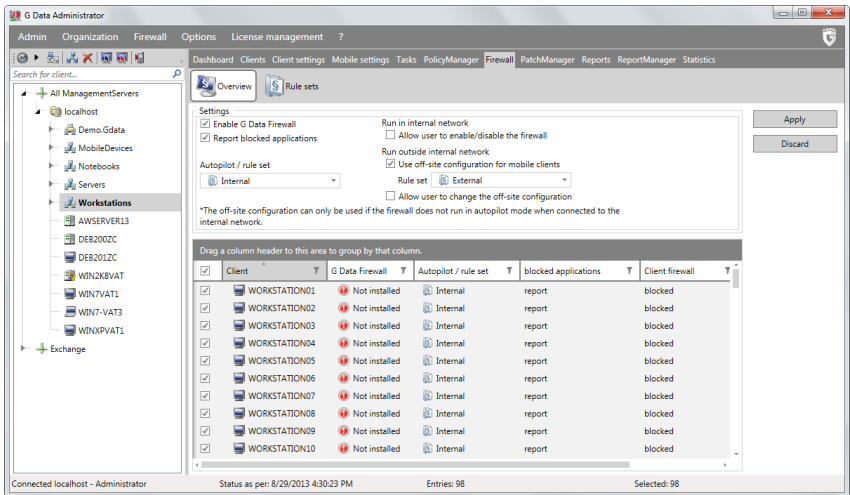 G Data Administrator
Admin Organization Firewall Options License management ?
Search for client...
Dashboard Clients Client settings Mobile settings Tasks PolicyManager Firewall PatchManager Reports ReportManager Statistics
Overview Rule sets
All ManagementServers
localhost
Demo.Gdata
MobileDevices
Notebooks
Servers
Workstations
AWSERVER13
DEB200ZC
DEB201ZC
WIN2K8VAT
WIN7VAT1
WIN7-VAT3
WINXPVAT1
Exchange
Settings
Enable G Data Firewall
Report blocked applications
Autopilot / rule set
Internal
Run in internal network
Allow user to enable/disable the firewall
Run outside internal network
Use off-site configuration for mobile clients
Rule set External
Allow user to change the off-site configuration
*The off-site configuration can only be used if the firewall does not run in autopilot mode when connected to the
internal network.
Apply
Discard
Drag a column header to this area to group by that column.
Client G Data Firewall Autopilot / rule set blocked applications Client firewall
WORKSTATION01 Not installed Internal report blocked
WORKSTATION02 Not installed Internal report blocked
WORKSTATION03 Not installed Internal report blocked
WORKSTATION04 Not installed Internal report blocked
WORKSTATION05 Not installed Internal report blocked
WORKSTATION06 Not installed Internal report blocked
WORKSTATION07 Not installed Internal report blocked
WORKSTATION08 Not installed Internal report blocked
WORKSTATION09 Not installed Internal report blocked
WORKSTATION10 Not installed Internal report blocked
Connected localhost - Administrator Status as per: 8/29/2013 4:30:23 PM Entries: 98 Selected: 98